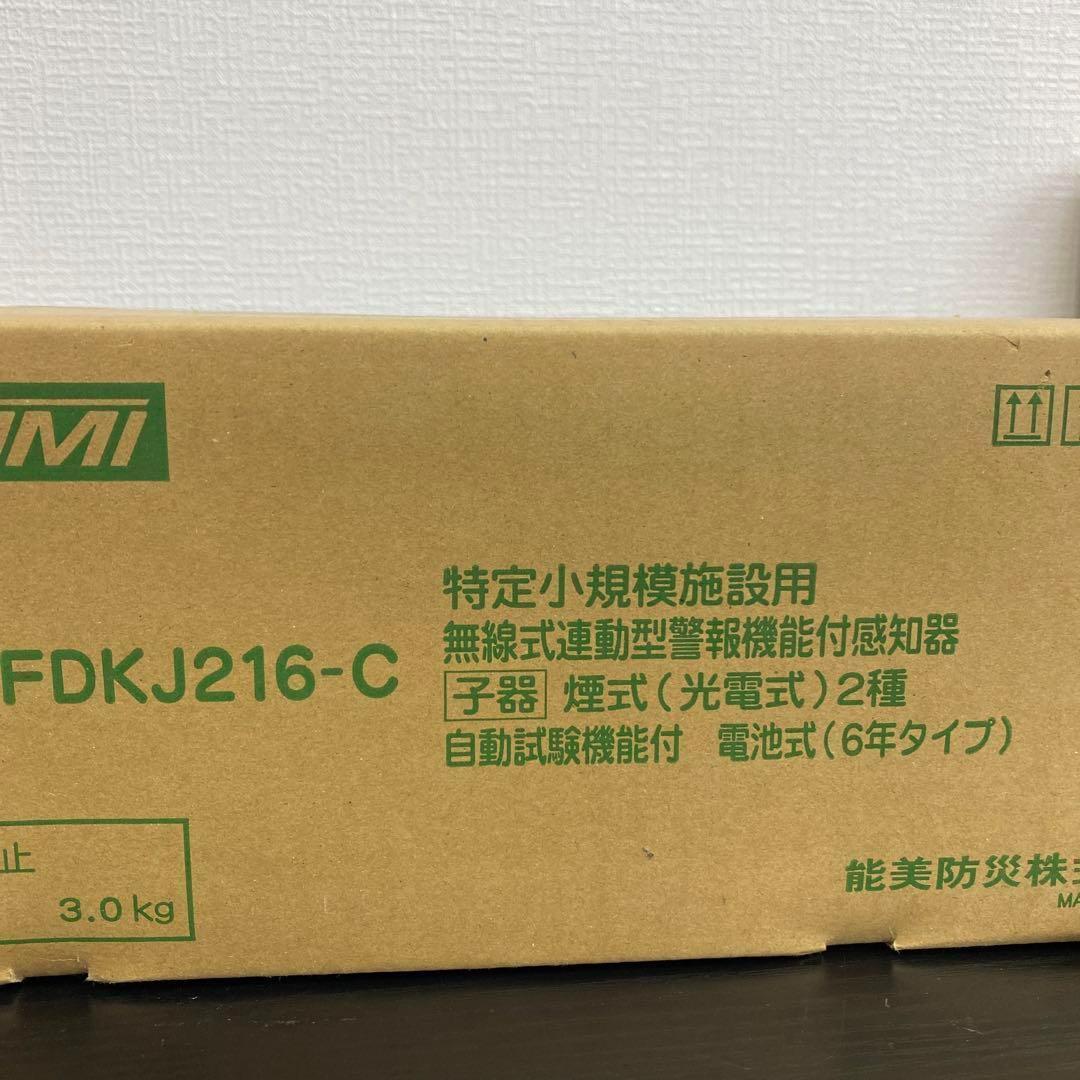 FDKJ216-C
特定小規模施設用
無線式連動型警報機能付感知器
子器 煙式(光電式)2種
自動試験機能付 電池式(6年タイプ)
止
3.0kg
能美防災株